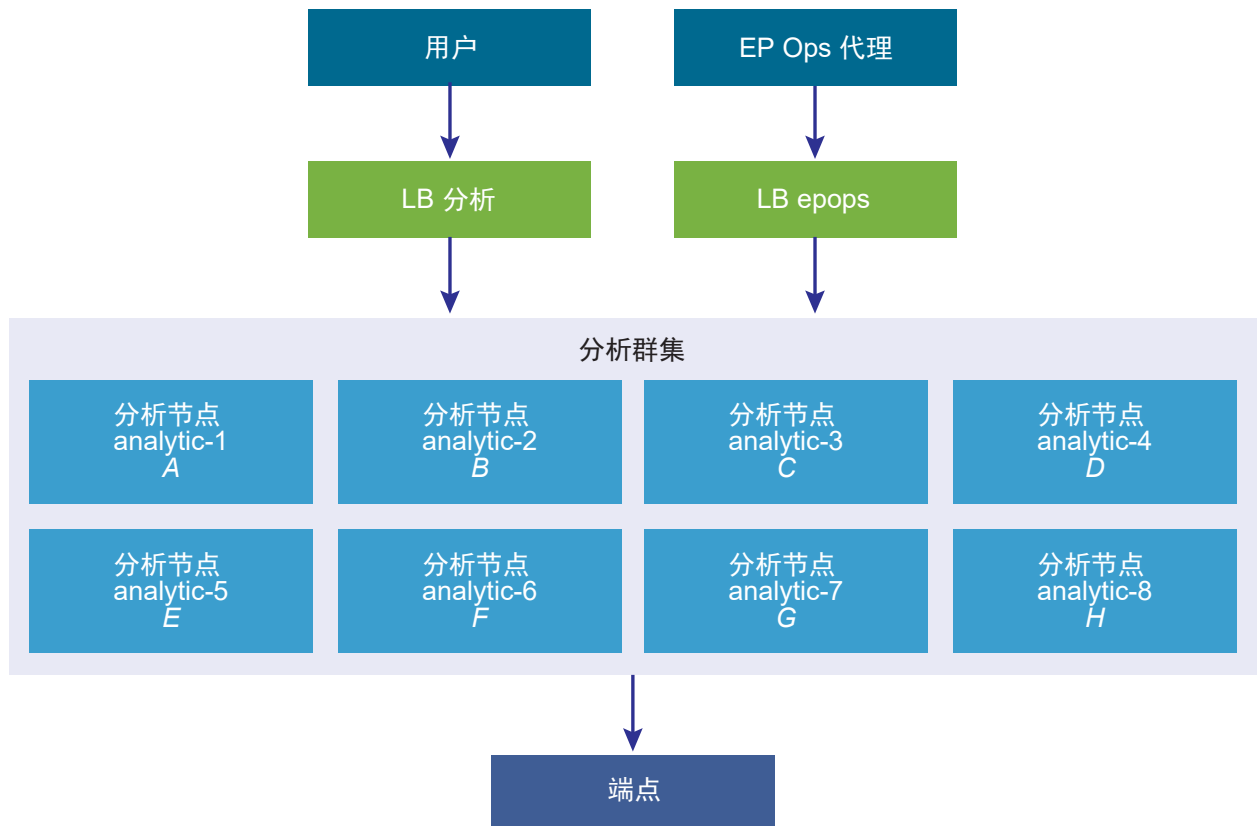 用户
EP Ops 代理
LB 分析
LB epops
分析群集
分析节点
analytic-1
A
分析节点
analytic-2
B
分析节点
analytic-3
C
分析节点
analytic-4
D
分析节点
analytic-5
E
分析节点
analytic-6
F
分析节点
analytic-7
G
分析节点
analytic-8
H
端点